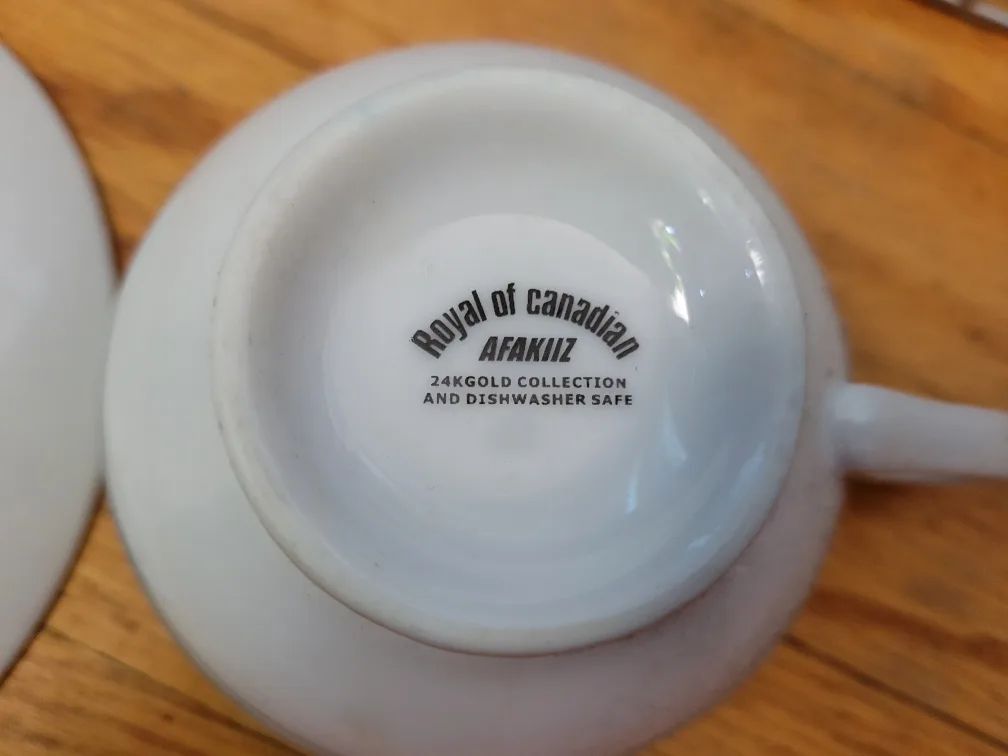 Royal of canadian
AFAKIIZ
24KGOLD COLLECTION
AND DISHWASHER SAFE